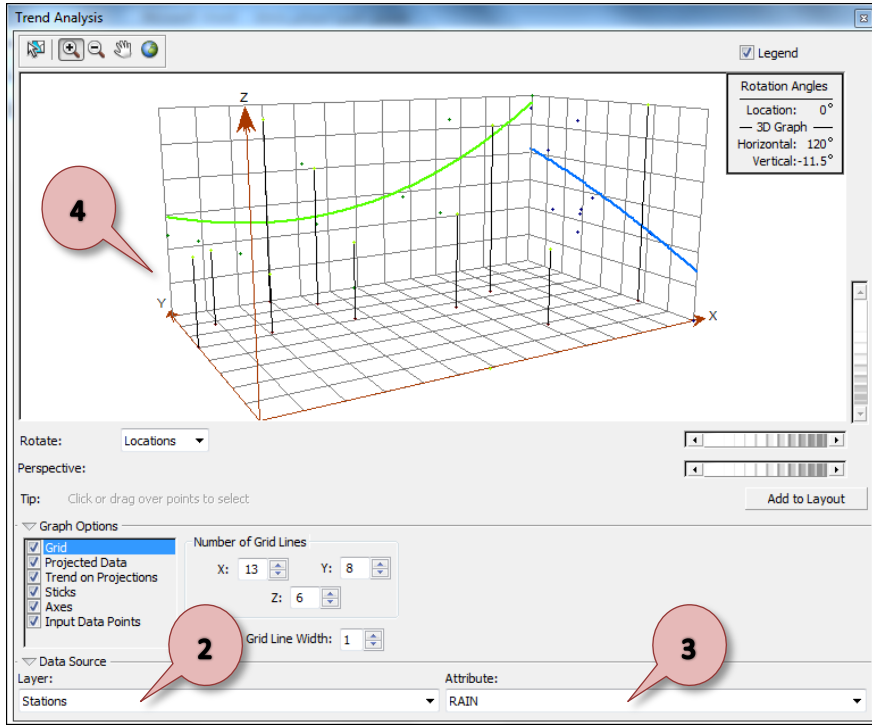 Trend Analysis
Legend
Rotation Angles
Location: 0°
— 3D Graph —
Horizontal: 120°
Vertical:-11.5°
Z
4
Y
X
Rotate: Locations
Perspective:
Tip: Click or drag over points to select
Add to Layout
Graph Options
Grid
Projected Data
Trend on Projections
Sticks
Axes
Input Data Points
Number of Grid Lines
X: 13 Y: 8
Z: 6
Grid Line Width: 1
2
3
Data Source
Layer: Attribute:
Stations RAIN